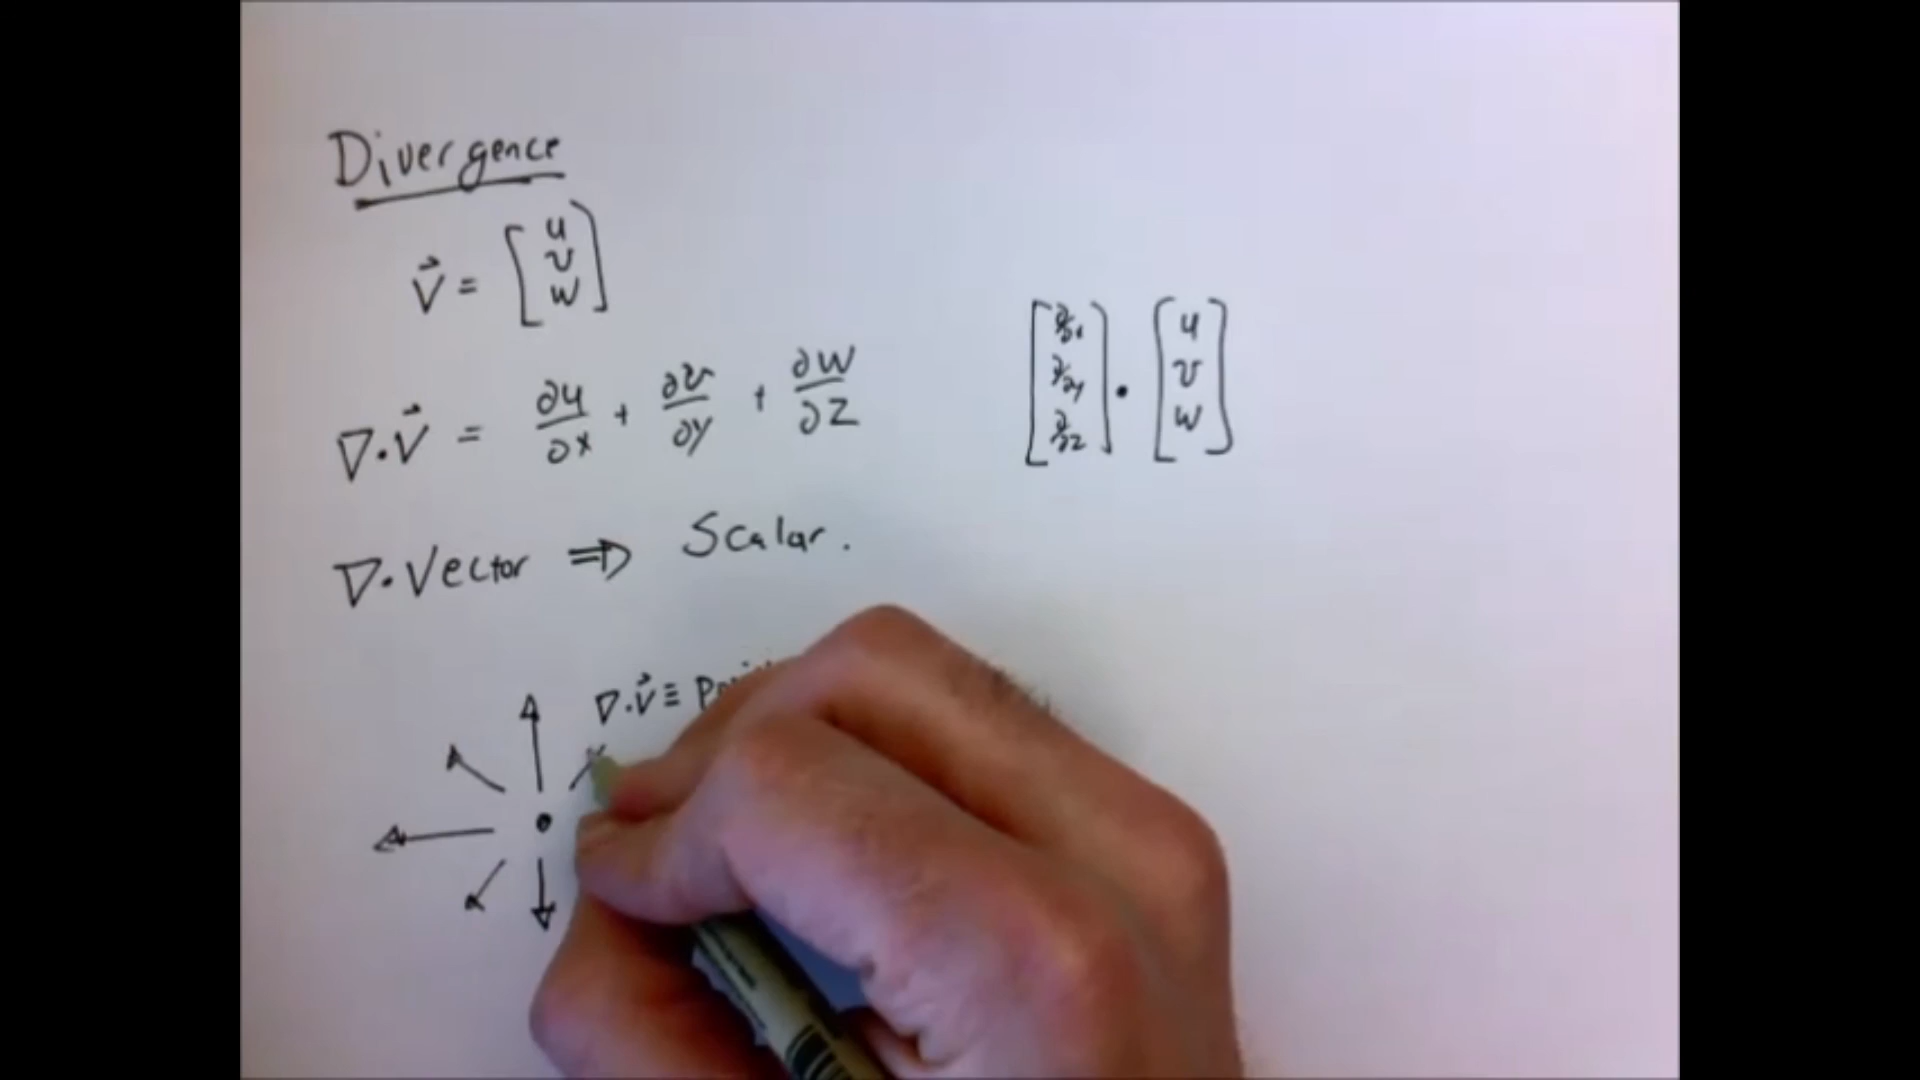 Divergence
V⃗ = [u v w]
∇·V⃗ = ∂u/∂x + ∂v/∂y + ∂w/∂z
[∂/∂x ∂/∂y ∂/∂z] · [u v w]
∇·Vector ⇒ Scalar.
∇·V⃗ ≡